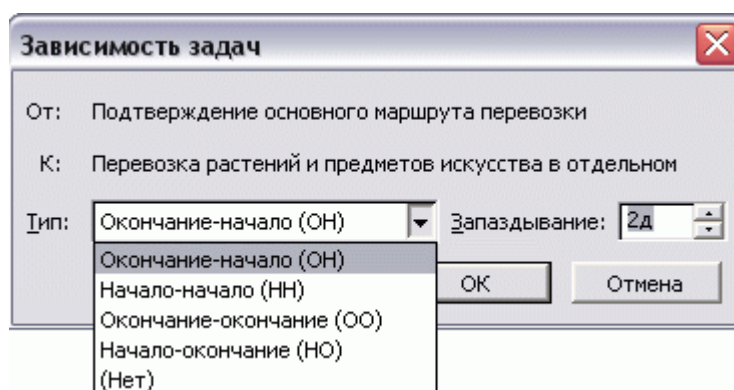 Зависимость задач
От: Подтверждение основного маршрута перевозки
К: Перевозка растений и предметов искусства в отдельном
Тип: Окончание-начало (ОН) Запаздывание: 2д
Окончание-начало (ОН)
Начало-начало (НН)
ОК Отмена
Окончание-окончание (ОО)
Начало-окончание (НО)
(Нет)